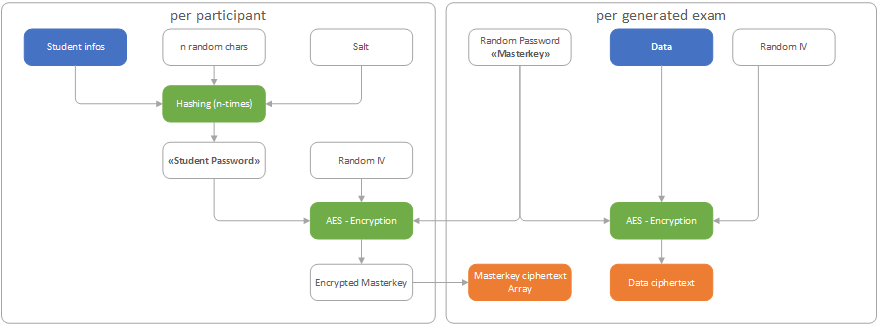 per participant
per generated exam
Student infos
n random chars
Salt
Random Password
«Masterkey»
Data
Random IV
Hashing (n-times)
«Student Password»
Random IV
AES - Encryption
AES - Encryption
Encrypted Masterkey
Masterkey ciphertext
Array
Data ciphertext